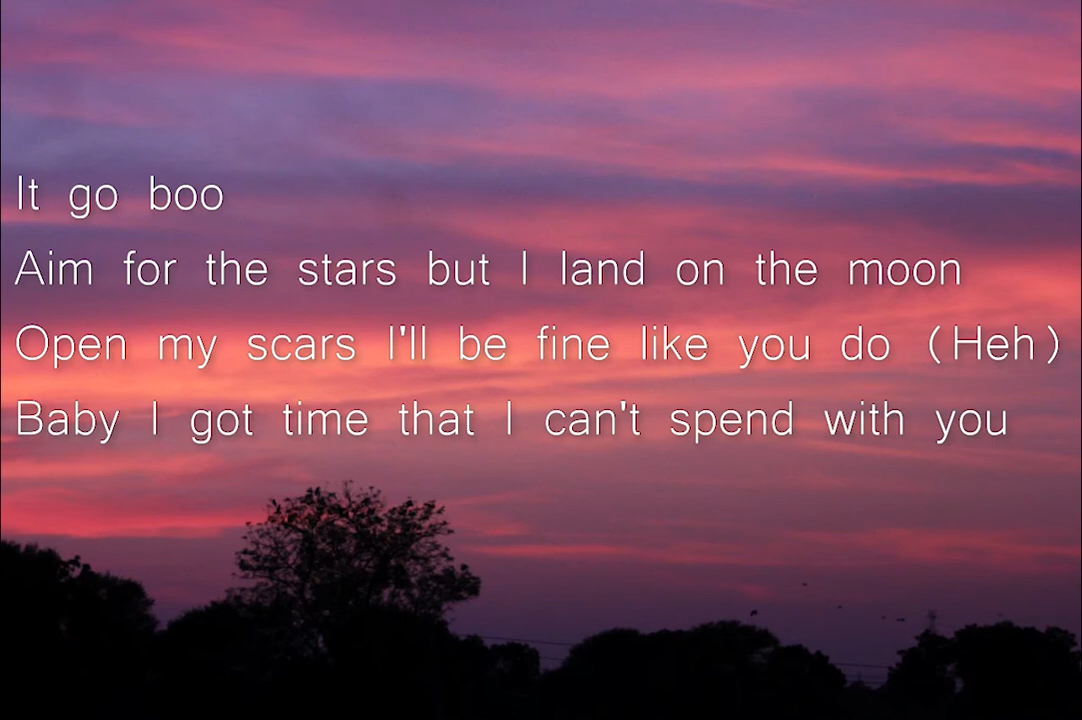 It go boo
Aim for the stars but I land on the moon
Open my scars I'll be fine like you do (Heh)
Baby I got time that I can't spend with you